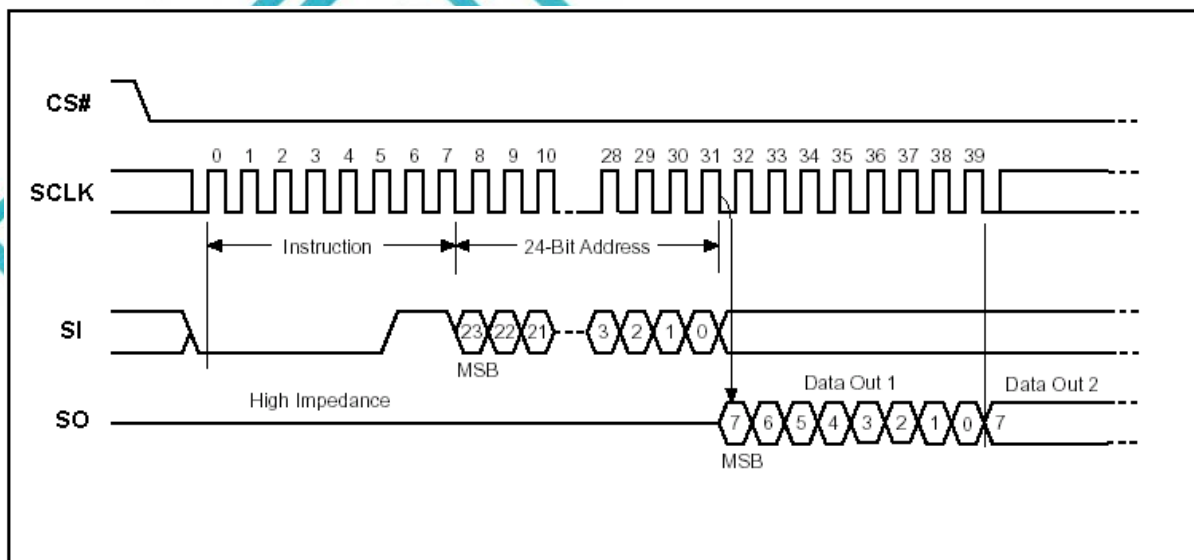 CS#
0 1 2 3 4 5 6 7 8 9 10 28 29 30 31 32 33 34 35 36 37 38 39
SCLK
Instruction 24-Bit Address
SI 23 22 21 3 2 1 0
MSB Data Out 1 Data Out 2
High Impedance
SO 7 6 5 4 3 2 1 0 7
MSB